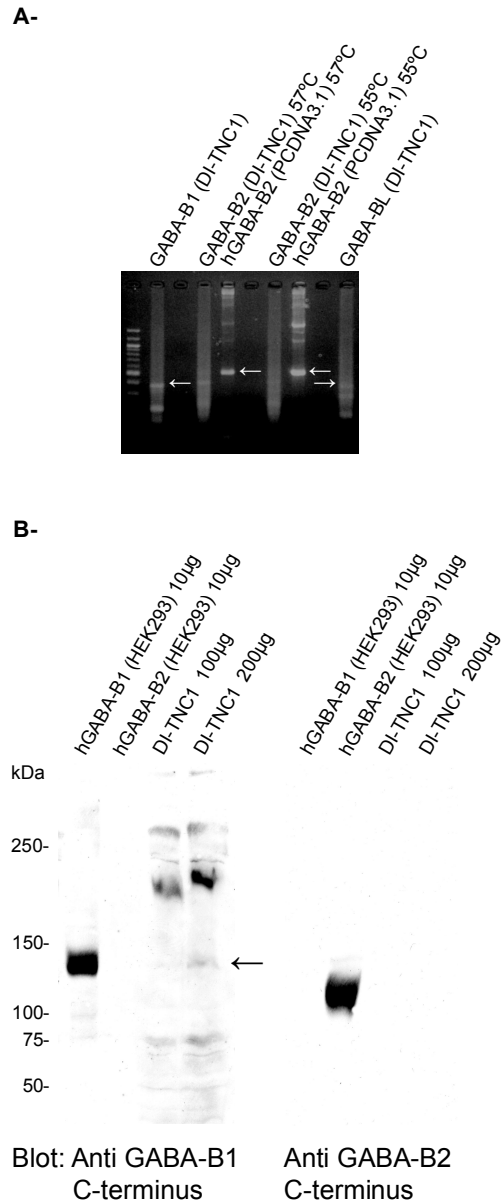 A-
GABA-B1 (DI-TNC1)
GABA-B2 (DI-TNC1) 57ºC
hGABA-B2 (PCDNA3.1) 57ºC
GABA-B2 (DI-TNC1) 55ºC
hGABA-B2 (PCDNA3.1) 55ºC
GABA-BL (DI-TNC1)
B-
hGABA-B1 (HEK293) 10µg
hGABA-B2 (HEK293) 10µg
DI-TNC1 100µg
DI-TNC1 200µg
hGABA-B1 (HEK293) 10µg
hGABA-B2 (HEK293) 10µg
DI-TNC1 100µg
DI-TNC1 200µg
kDa
250-
150-
100-
75-
50-
Blot: Anti GABA-B1 Anti GABA-B2
C-terminus C-terminus